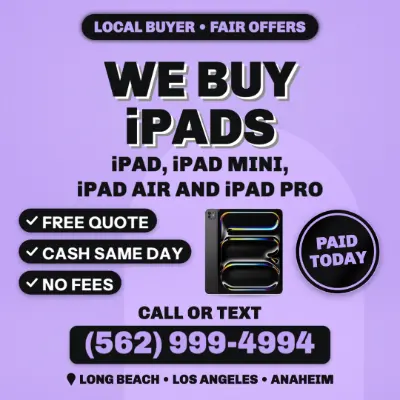 LOCAL BUYER • FAIR OFFERS
WE BUY
iPADS
iPAD, iPAD MINI,
iPAD AIR AND iPAD PRO
✓ FREE QUOTE
✓ CASH SAME DAY
✓ NO FEES
PAID
TODAY
CALL OR TEXT
(562) 999-4994
LONG BEACH • LOS ANGELES • ANAHEIM